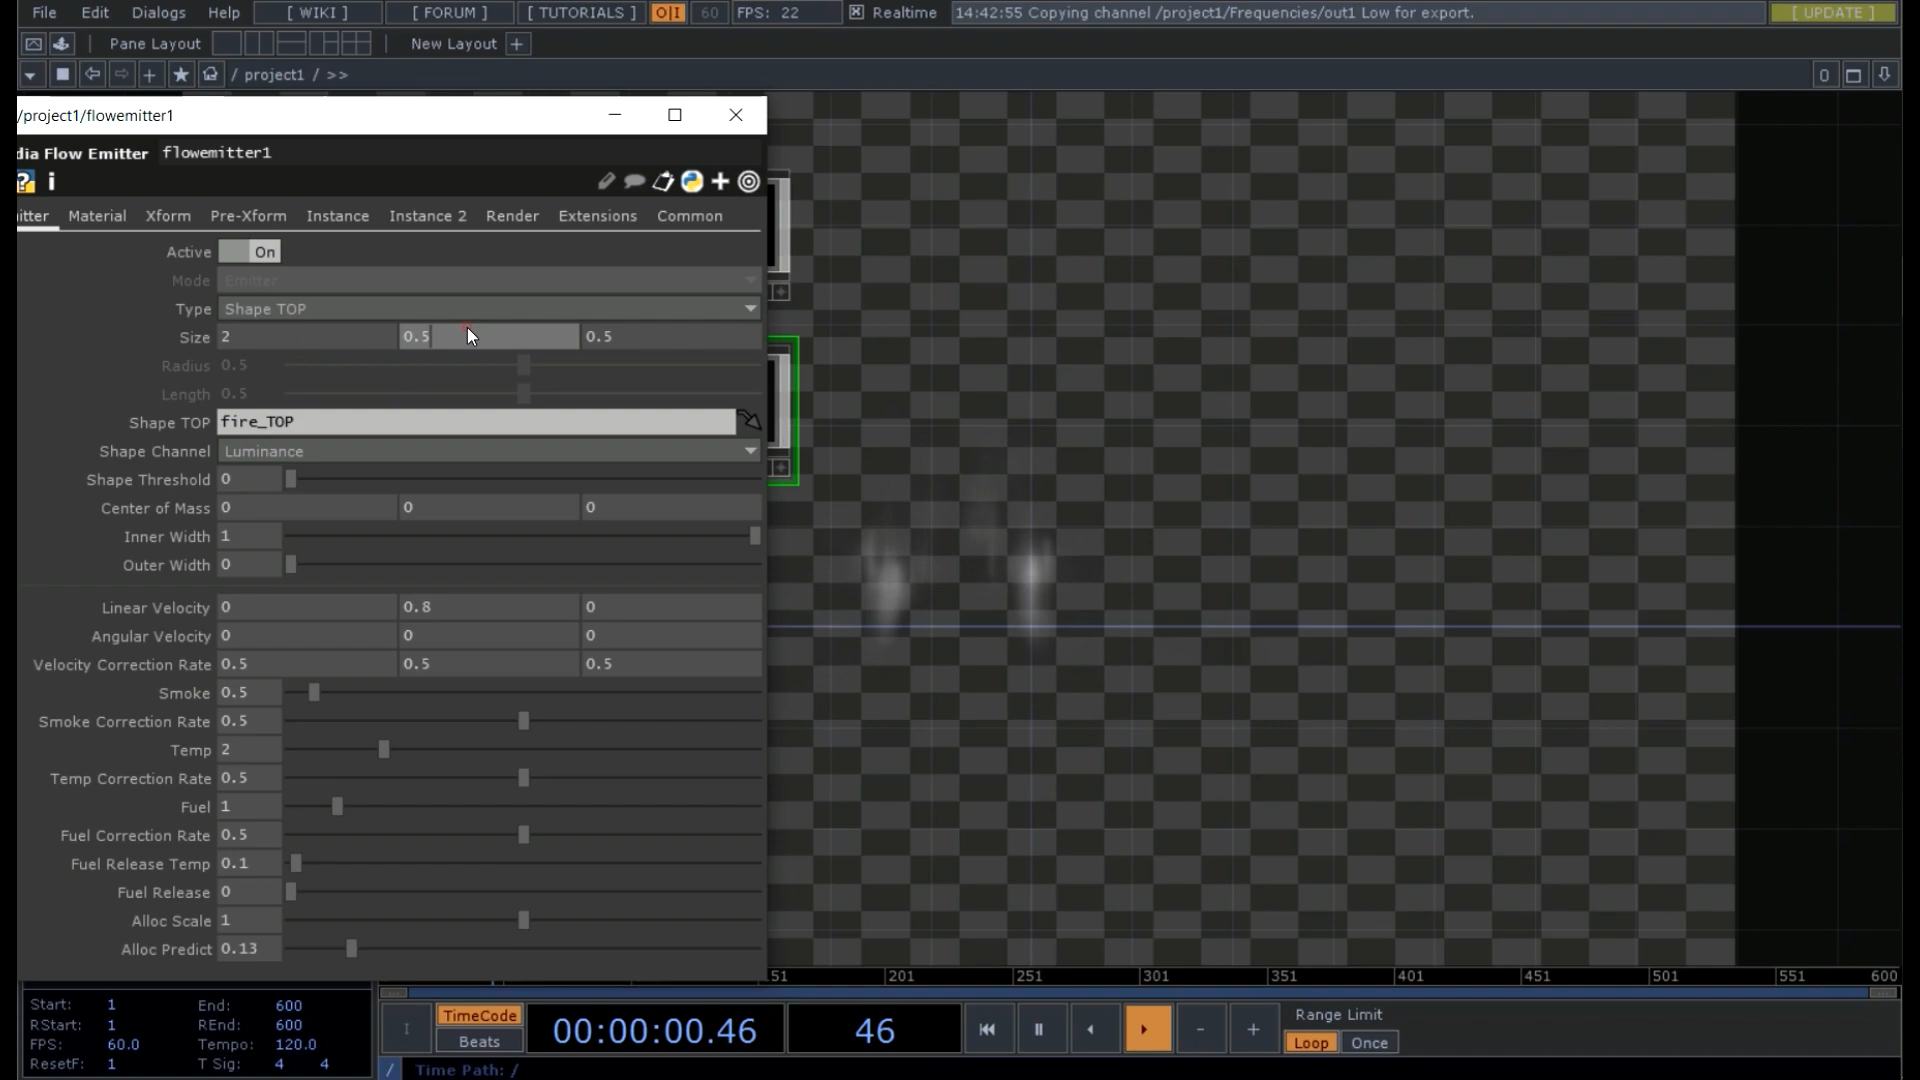 File Edit Dialogs Help [ WIKI ] [ FORUM ] [ TUTORIALS ] O|I 60 FPS: 22 Realtime 14:42:55 Copying channel /project1/Frequencies/out1 Low for export. [ UPDATE ]
Pane Layout New Layout +
/ project1 / >> 0
/project1/flowemitter1
dia Flow Emitter flowemitter1
? i
itter Material Xform Pre-Xform Instance Instance 2 Render Extensions Common
Active On
Mode Emitter
Type Shape TOP
Size 2 0.5 0.5
Radius 0.5
Length 0.5
Shape TOP fire_TOP
Shape Channel Luminance
Shape Threshold 0
Center of Mass 0 0 0
Inner Width 1
Outer Width 0
Linear Velocity 0 0.8 0
Angular Velocity 0 0 0
Velocity Correction Rate 0.5 0.5 0.5
Smoke 0.5
Smoke Correction Rate 0.5
Temp 2
Temp Correction Rate 0.5
Fuel 1
Fuel Correction Rate 0.5
Fuel Release Temp 0.1
Fuel Release 0
Alloc Scale 1
Alloc Predict 0.13
51 201 251 301 351 401 451 501 551 600
Start: 1 End: 600
RStart: 1 REnd: 600
FPS: 60.0 Tempo: 120.0
ResetF: 1 T Sig: 4 4
TimeCode
Beats
00:00:00.46 46
Range Limit
Loop Once
/ Time Path: /